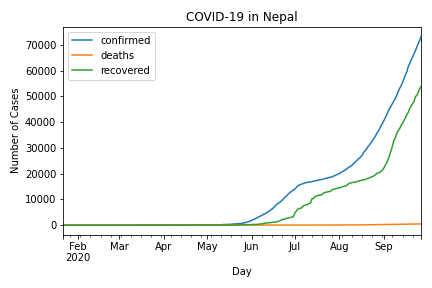 COVID-19 in Nepal
confirmed
deaths
recovered
Number of Cases
70000
60000
50000
40000
30000
20000
10000
0
Feb Mar Apr May Jun Jul Aug Sep
2020
Day